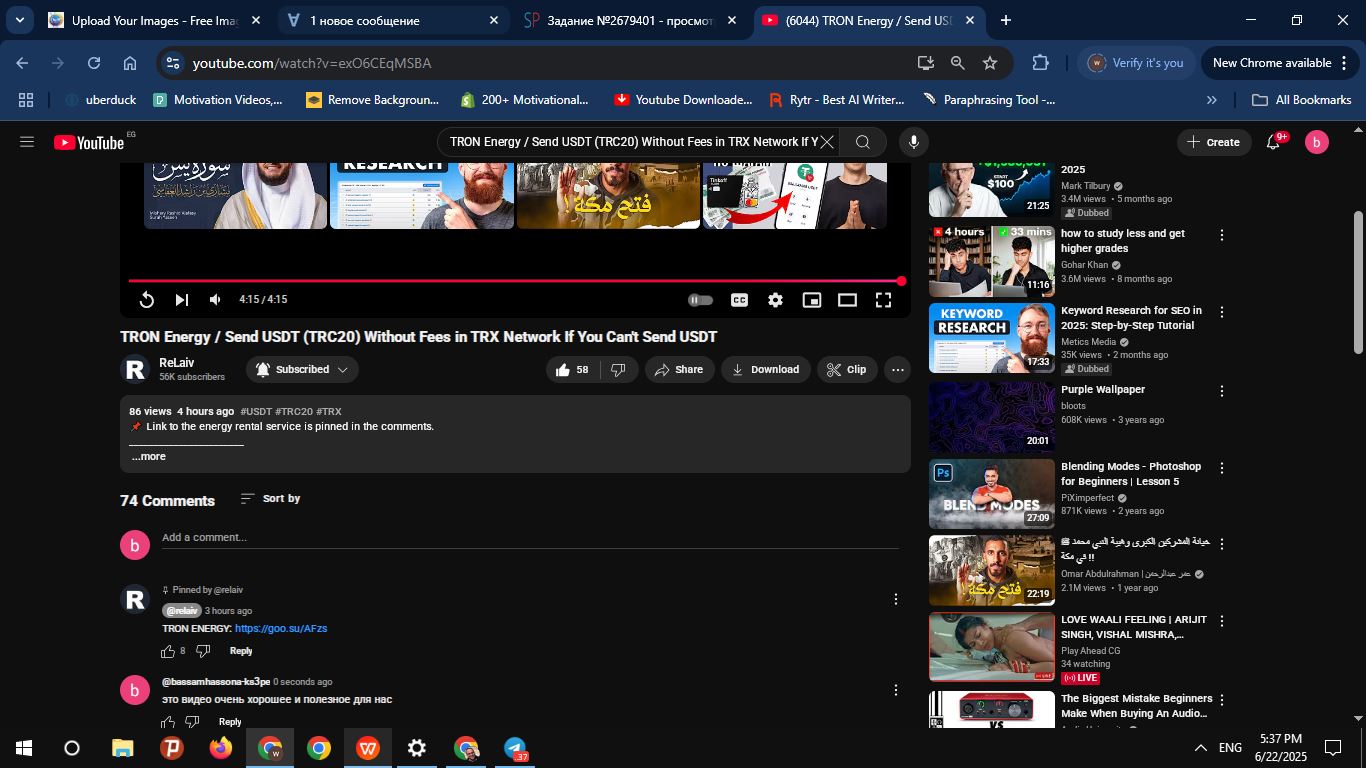 Upload Your Images - Free Imag
1 новое сообщение
Задание №2679401 - просмотр
(6044) TRON Energy / Send USD
youtube.com/watch?v=exO6CEqMSBA
Verify it's you
New Chrome available
uberduck
Motivation Videos,...
Remove Backgroun...
200+ Motivational...
Youtube Downloade...
Rytr - Best AI Writer...
Paraphrasing Tool -...
All Bookmarks
YouTube EG
TRON Energy / Send USDT (TRC20) Without Fees in TRX Network If Y
Create
9+
b
RESEARCH
فتح مكة !
4:15 / 4:15
CC
TRON Energy / Send USDT (TRC20) Without Fees in TRX Network If You Can't Send USDT
R
ReLaiv
56K subscribers
Subscribed
58
Share
Download
Clip
86 views 4 hours ago #USDT #TRC20 #TRX
📌 Link to the energy rental service is pinned in the comments.
...more
74 Comments
Sort by
b
Add a comment...
R
Pinned by @relaiv
@relaiv 3 hours ago
TRON ENERGY: https://goo.su/AFzs
8
Reply
b
@bassamhassona-ks3pe 0 seconds ago
это видео очень хорошее и полезное для нас
Reply
START
$100
21:25
2025
Mark Tilbury
3.4M views • 5 months ago
Dubbed
4 hours
33 mins
11:16
how to study less and get
higher grades
Gohar Khan
3.6M views • 8 months ago
KEYWORD
RESEARCH
17:33
Keyword Research for SEO in
2025: Step-by-Step Tutorial
Metics Media
35K views • 2 months ago
Dubbed
20:01
Purple Wallpaper
bloots
608K views • 3 years ago
Ps
BLEND MODES
27:09
Blending Modes - Photoshop
for Beginners | Lesson 5
PiXimperfect
871K views • 2 years ago
فتح مكة !
22:19
خيانة المشركين الكبرى وهيبة النبي محمد ﷺ
في مكة !!
Omar Abdulrahman | عمر عبدالرحمن
2.1M views • 1 year ago
LIVE
LOVE WAALI FEELING | ARIJIT
SINGH, VISHAL MISHRA,...
Play Ahead CG
34 watching
LIVE
VS
The Biggest Mistake Beginners
Make When Buying An Audio...
37
ENG
5:37 PM
6/22/2025